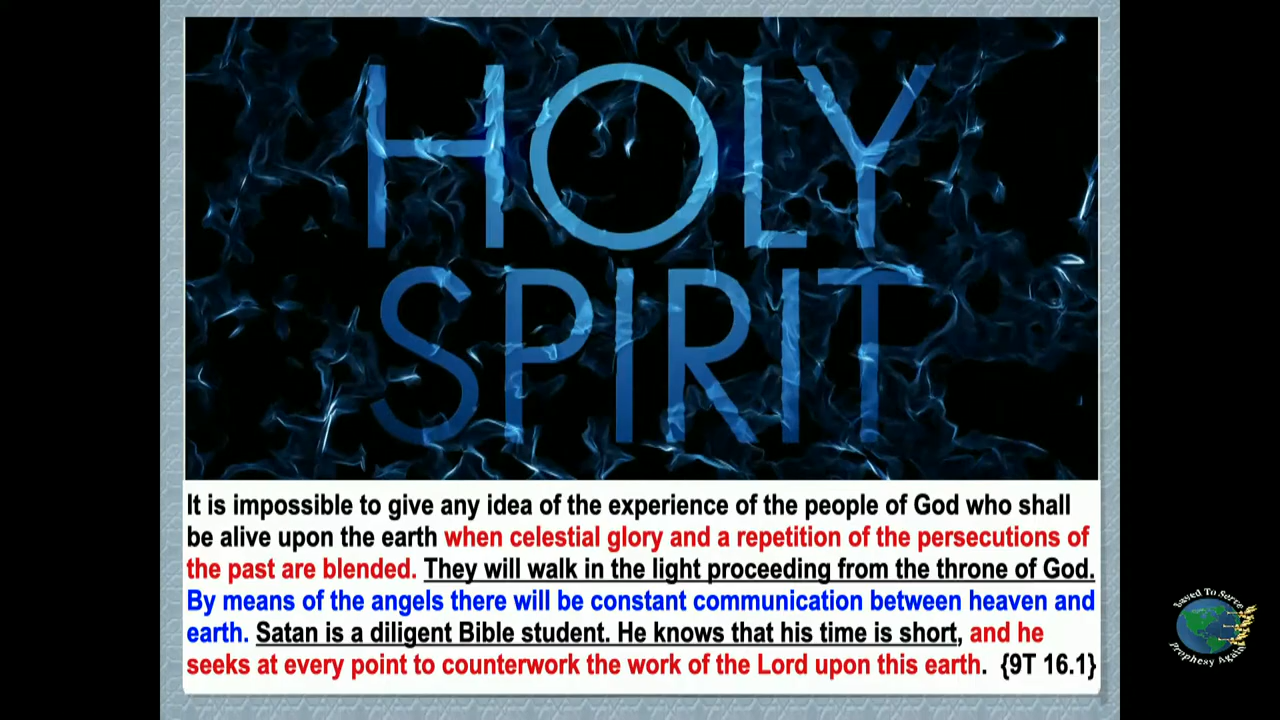 HOLY
SPIRIT
It is impossible to give any idea of the experience of the people of God who shall
be alive upon the earth when celestial glory and a repetition of the persecutions of
the past are blended. They will walk in the light proceeding from the throne of God.
By means of the angels there will be constant communication between heaven and
earth. Satan is a diligent Bible student. He knows that his time is short, and he
seeks at every point to counterwork the work of the Lord upon this earth. {9T 16.1}
To Serve
Prophesy Again